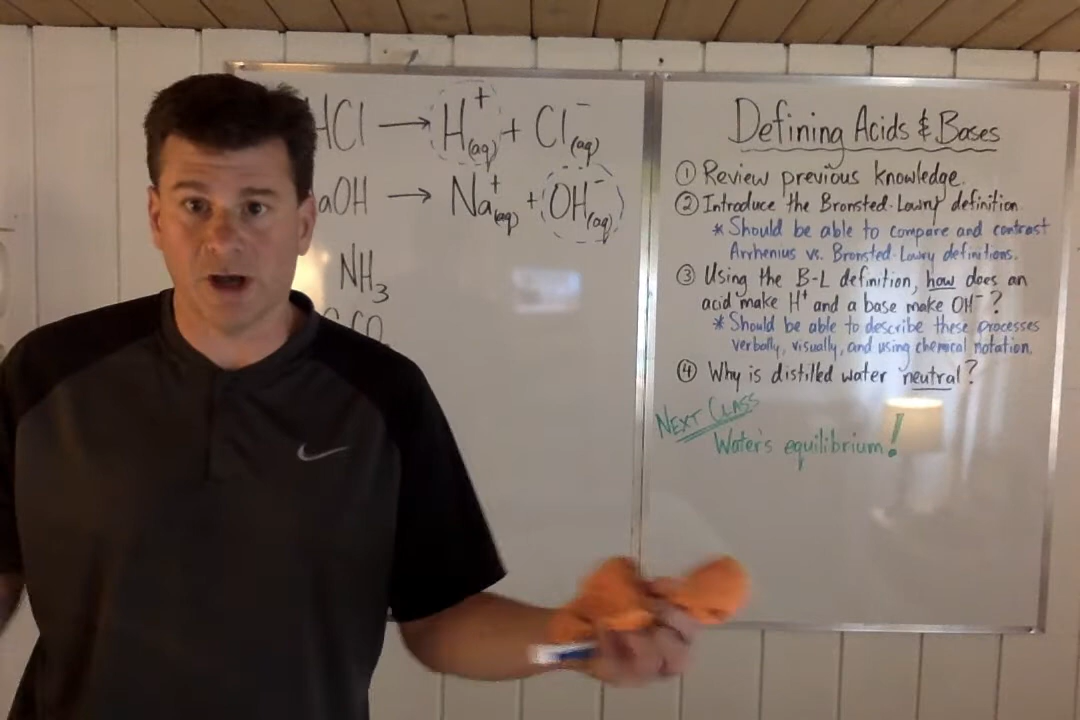 HCl → H⁺(aq) + Cl⁻(aq)
aOH → Na⁺(aq) + OH⁻(aq)
NH₃
CO
Defining Acids & Bases
① Review previous knowledge.
② Introduce the Bronsted-Lowry definition
* Should be able to compare and contrast
Arrhenius vs. Bronsted-Lowry definitions.
③ Using the B-L definition, how does an
acid make H⁺ and a base make OH⁻?
* Should be able to describe these processes
verbally, visually, and using chemical notation.
④ Why is distilled water neutral?
NEXT CLASS
Water's equilibrium!